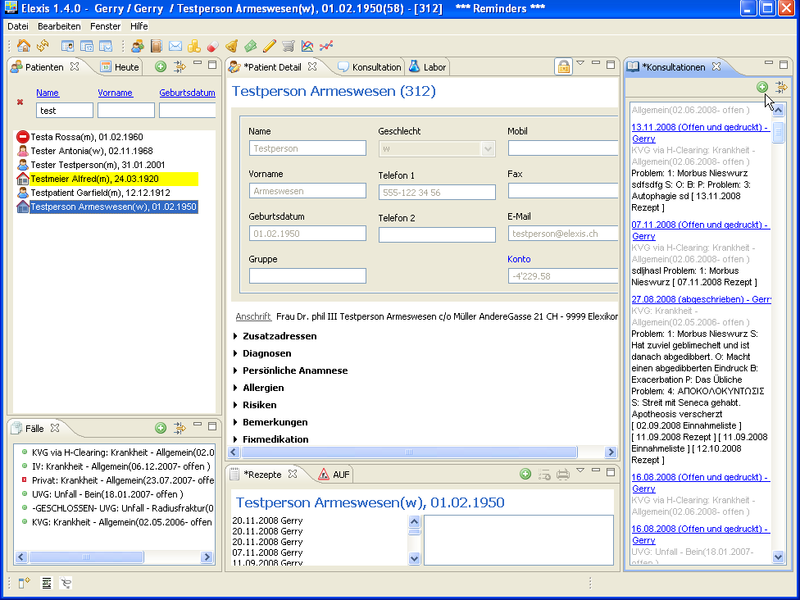 Elexis 1.4.0 - Gerry / Gerry / Testperson Armeswesen(w), 01.02.1950(58) - [312] *** Reminders ***
Datei Bearbeiten Fenster Hilfe
Patienten Heute
Name Vorname Geburtsdatum
test
Testa Rossa(m), 01.02.1960
Tester Antonia(w), 02.11.1968
Tester Testperson(m), 31.01.2001
Testmeier Alfred(m), 24.03.1920
Testpatient Garfield(m), 12.12.1912
Testperson Armeswesen(w), 01.02.1950
Fälle
KVG via H-Clearing: Krankheit - Allgemein(02.0
IV: Krankheit - Allgemein(06.12.2007- offen )
Privat: Krankheit - Allgemein(23.07.2007- offe
UVG: Unfall - Bein(18.01.2007- offen )
-GESCHLOSSEN- UVG: Unfall - Radiusfraktur(0
KVG: Krankheit - Allgemein(02.05.2006- offen
*Patient Detail Konsultation Labor
Testperson Armeswesen (312)
Name Geschlecht Mobil
Testperson w
Vorname Telefon 1 Fax
Armeswesen 555-122 34 56
Geburtsdatum Telefon 2 E-Mail
01.02.1950 testperson@elexis.ch
Gruppe Konto
-4'229.58
Anschrift Frau Dr. phil III Testperson Armeswesen c/o Müller AndereGasse 21 CH - 9999 Elexikon
Zusatzadressen
Diagnosen
Persönliche Anamnese
Allergien
Risiken
Bemerkungen
Fixmedikation
*Rezepte AUF
Testperson Armeswesen(w), 01.02.1950
20.11.2008 Gerry
20.11.2008 Gerry
20.11.2008 Gerry
07.11.2008 Gerry
11.09.2008 Gerry
*Konsultationen
Allgemein(02.06.2008- offen )
13.11.2008 (Offen und gedruckt) -
Gerry
KVG via H-Clearing: Krankheit -
Allgemein(02.06.2008- offen )
Problem: 1: Morbus Nieswurz
sdfsdfg S: O: B: P: Problem: 3:
Autophagie sd [ 13.11.2008
Rezept ]
07.11.2008 (Offen und gedruckt) -
Gerry
KVG via H-Clearing: Krankheit -
Allgemein(02.06.2008- offen )
sdljhasl Problem: 1: Morbus
Nieswurz [ 07.11.2008 Rezept ]
27.08.2008 (abgeschrieben) - Gerry
KVG: Krankheit -
Allgemein(02.05.2006- offen )
Problem: 1: Morbus Nieswurz S:
Hat zuviel geblimechelt und ist
danach abgedibbert. O: Macht
einen abgedibberten Eindruck B:
Exacerbation P: Das Übliche
Problem: 4: ΑΠΟΚΟΛΟΚΥΝΤΩΣΙΣ
S: Streit mit Seneca gehabt.
Apotheosis verscherzt
[ 02.09.2008 Einnahmeliste ]
[ 11.09.2008 Rezept ] [ 11.09.2008
Einnahmeliste ] [ 12.10.2008
Rezept ]
16.08.2008 (Offen und gedruckt) -
Gerry
KVG via H-Clearing: Krankheit -
Allgemein(02.06.2008- offen )
16.08.2008 (Offen und gedruckt) -
Gerry
UVG: Unfall - Bein(18.01.2007-
offen )